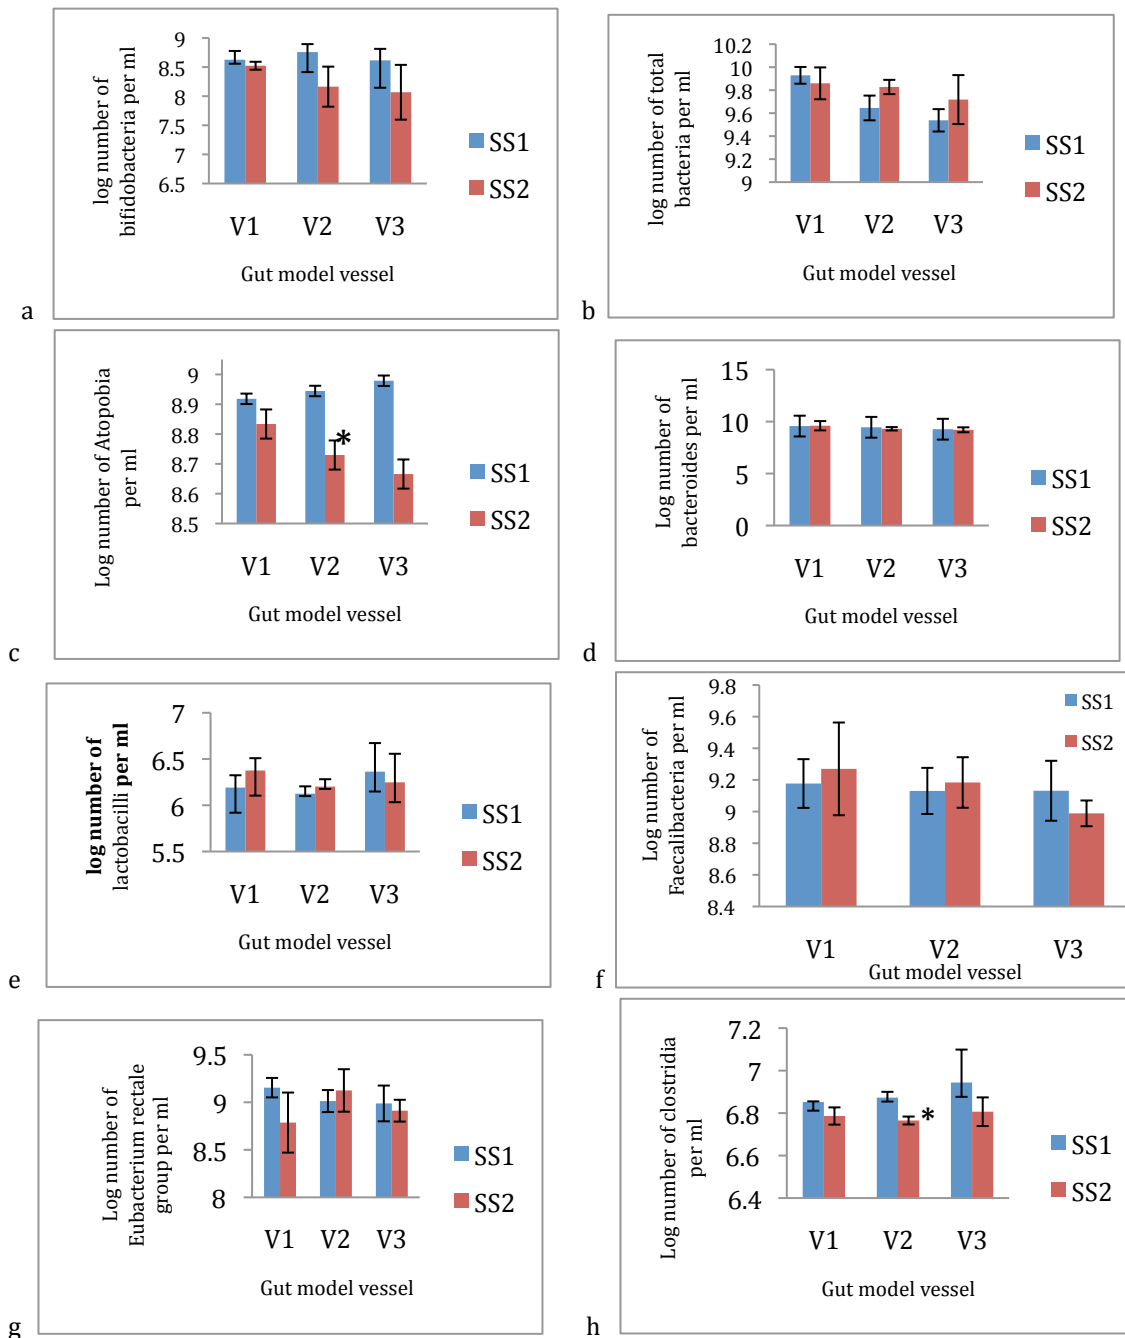 log number of
bifidobacteria per ml
9
8.5
8
7.5
7
6.5
V1 V2 V3
Gut model vessel
SS1
SS2
a
log number of total
bacteria per ml
10.2
10
9.8
9.6
9.4
9.2
9
V1 V2 V3
Gut model vessel
SS1
SS2
b
Log number of Atopobia
per ml
9
8.9
8.8
8.7
8.6
8.5
*
V1 V2 V3
Gut model vessel
SS1
SS2
c
Log number of
bacteroides per ml
15
10
5
0
V1 V2 V3
Gut model vessel
SS1
SS2
d
log number of
lactobacilli per ml
7
6.5
6
5.5
V1 V2 V3
Gut model vessel
SS1
SS2
e
Log number of
Faecalibacteria per ml
9.8
9.6
9.4
9.2
9
8.8
8.6
8.4
V1 V2 V3
Gut model vessel
SS1
SS2
f
Log number of
Eubacterium rectale
group per ml
9.5
9
8.5
8
V1 V2 V3
Gut model vessel
SS1
SS2
g
Log number of clostridia
per ml
7.2
7
6.8
6.6
6.4
*
V1 V2 V3
Gut model vessel
SS1
SS2
h